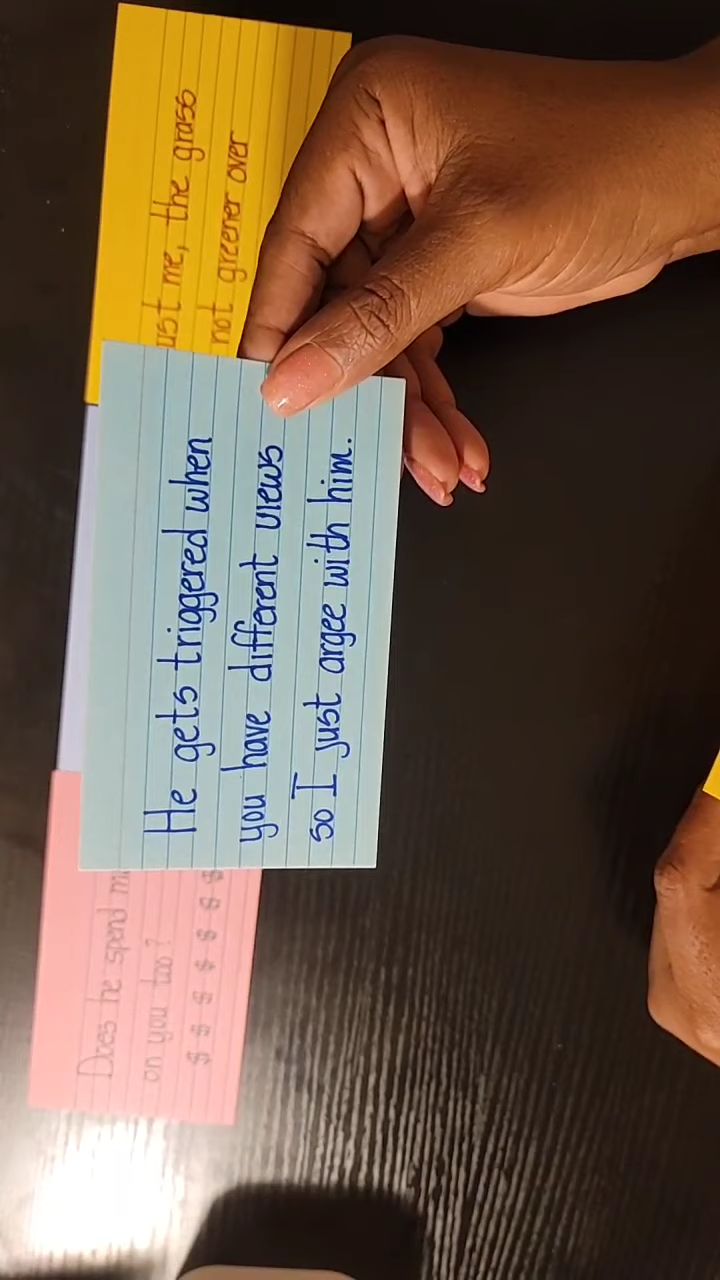 He gets triggered when
you have different views
so I just argee with him.
Does he spend
on you too?
$ $ $ $ $ $ $
me, the grass
not greener over